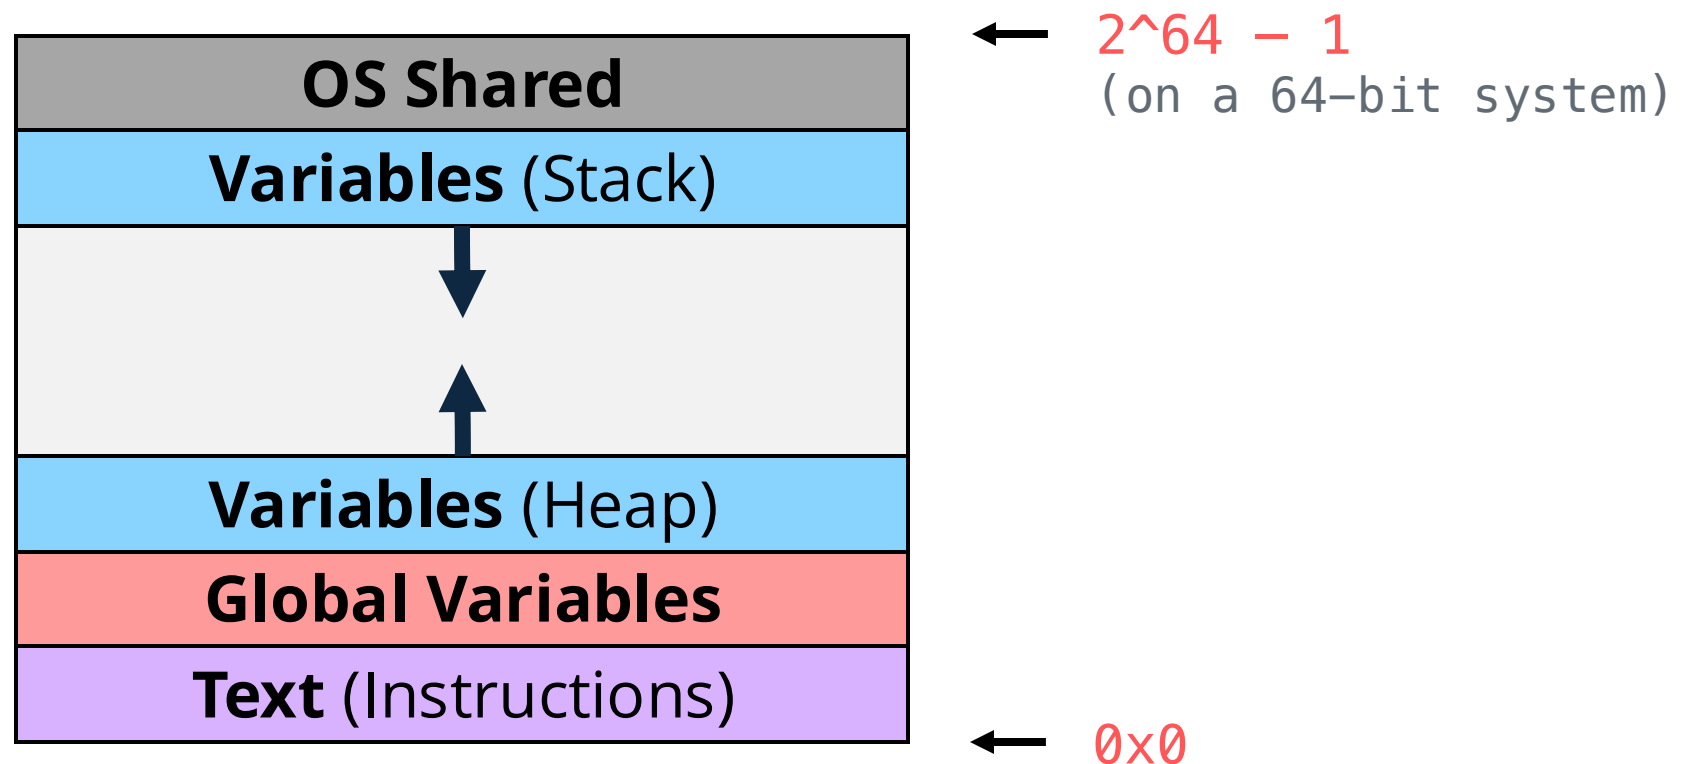 2^64 – 1
OS Shared
(on a 64–bit system)
Variables (Stack)
Variables (Heap)
Global Variables
Text (Instructions)
0x0